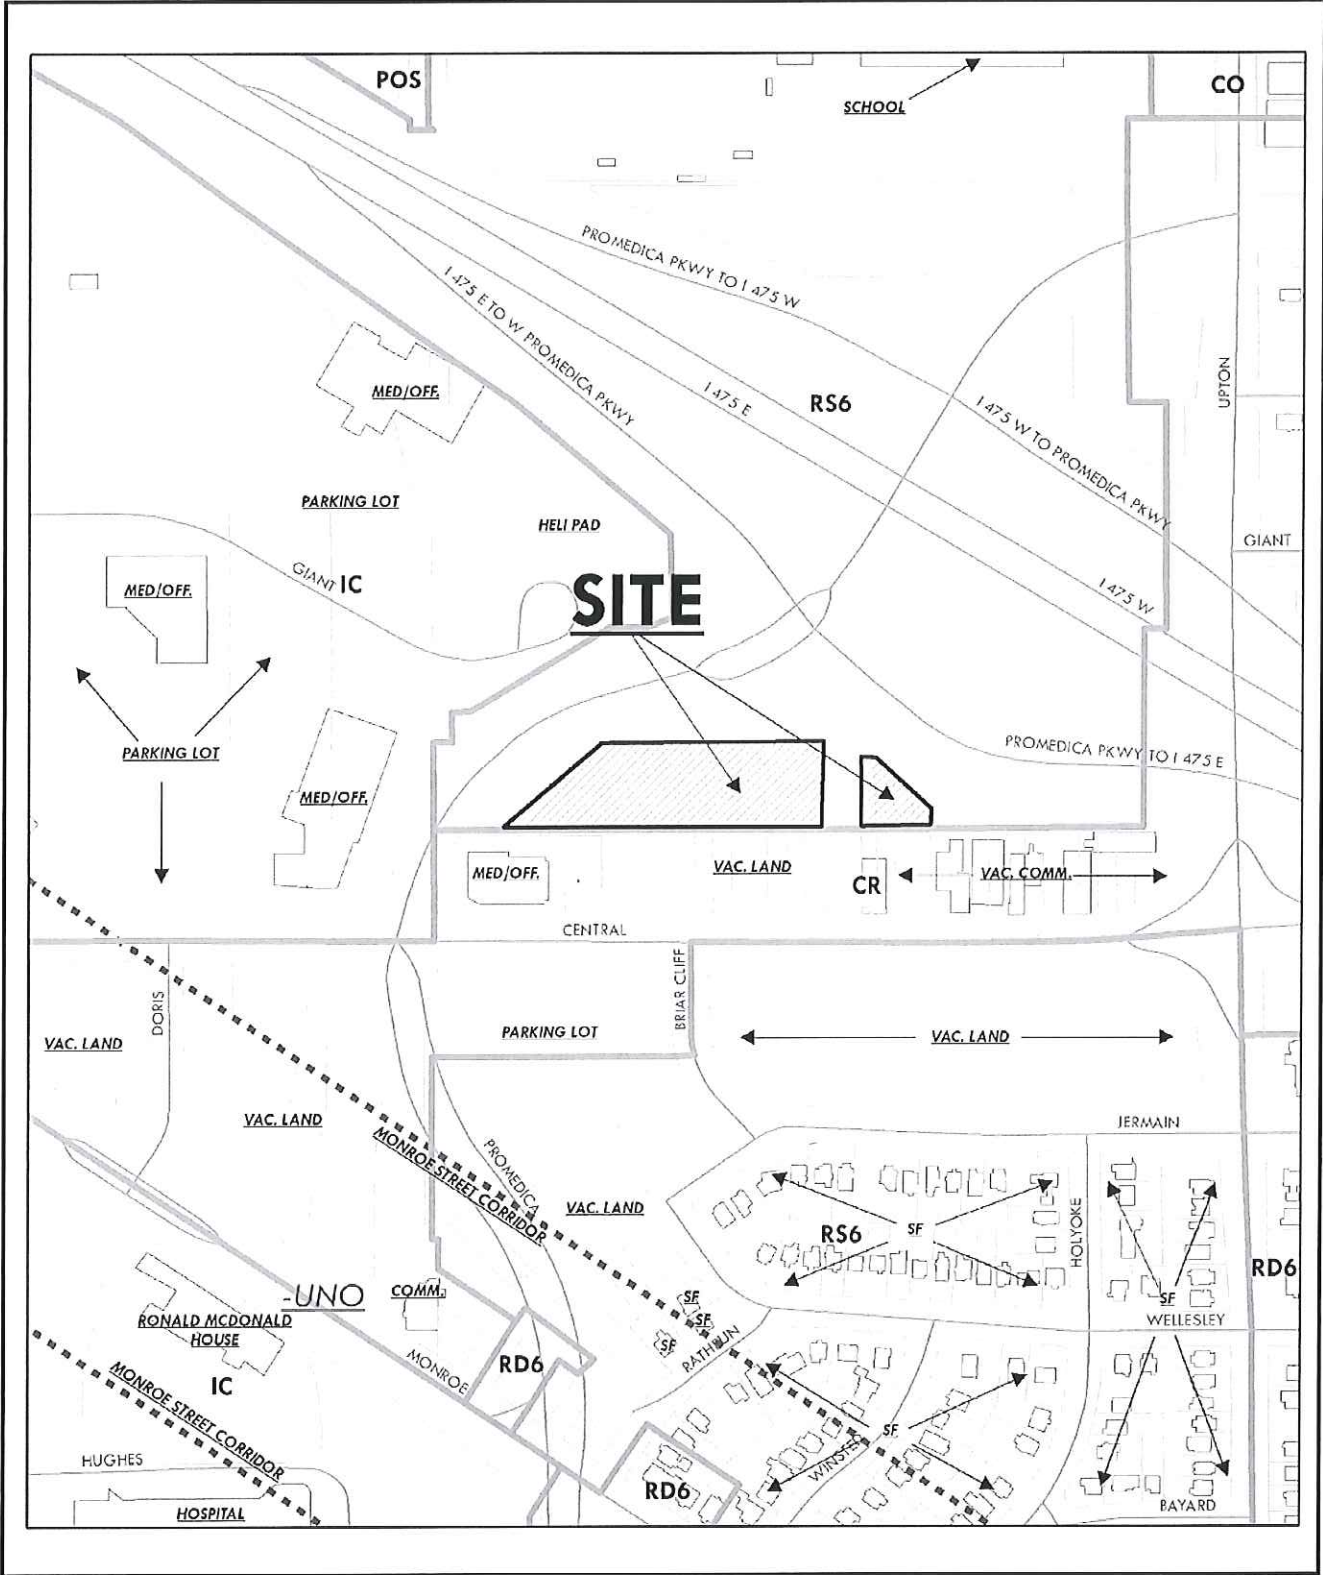 POS
CO
SCHOOL
PROMEDICA PKWY TO I 475 W
I 475 E TO W PROMEDICA PKWY
UPTON
MED/OFF.
I 475 E
RS6
I 475 W TO PROMEDICA PKWY
PARKING LOT
HELI PAD
GIANT
GIANT
IC
MED/OFF.
SITE
I 475 W
PARKING LOT
PROMEDICA PKWY TO I 475 E
MED/OFF.
MED/OFF.
VAC. LAND
CR
VAC. COMM.
CENTRAL
BRIAR CLIFF
DORIS
PARKING LOT
VAC. LAND
VAC. LAND
VAC. LAND
JERMAIN
MONROE STREET CORRIDOR
PROMEDICA
VAC. LAND
RS6
SF
HOLYOKE
RD6
-UNO
COMM.
SF
SF
SF
SF
WELLESLEY
RONALD MCDONALD
HOUSE
RATHBUN
MONROE
RD6
IC
MONROE STREET CORRIDOR
SF
HUGHES
RD6
BAYARD
HOSPITAL